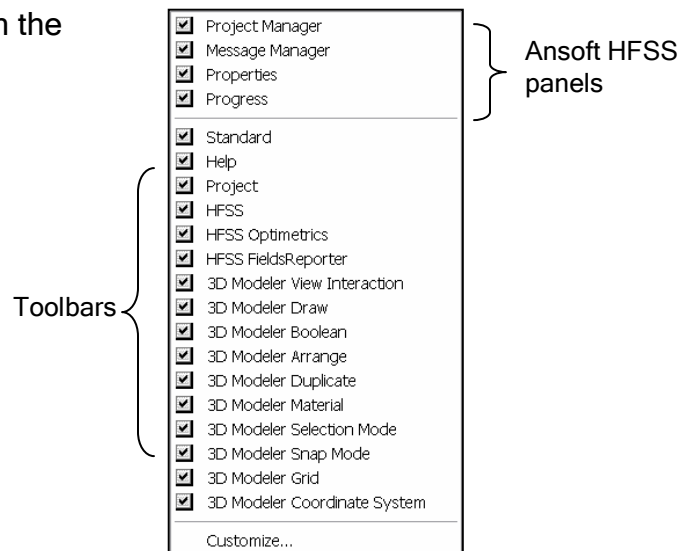 n the
Project Manager
Message Manager
Properties
Progress
Ansoft HFSS
panels
Standard
Help
Project
HFSS
HFSS Optimetrics
HFSS FieldsReporter
3D Modeler View Interaction
3D Modeler Draw
3D Modeler Boolean
3D Modeler Arrange
3D Modeler Duplicate
3D Modeler Material
3D Modeler Selection Mode
3D Modeler Snap Mode
3D Modeler Grid
3D Modeler Coordinate System
Customize...
Toolbars